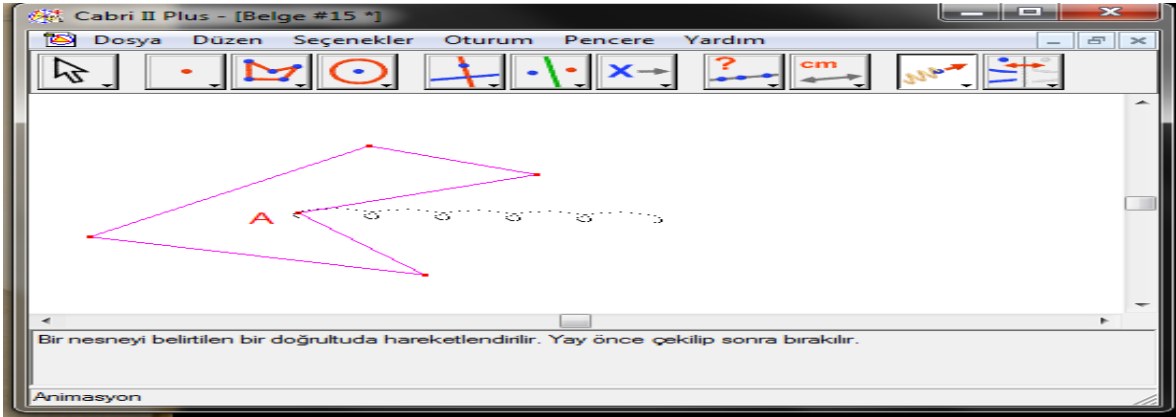 Cabri II Plus - [Belge #15 *]
Dosya Düzen Seçenekler Oturum Pencere Yardım
X ? cm
A
Bir nesneyi belirtilen bir doğrultuda hareketlendirilir. Yay önce çekilip sonra bırakılır.
Animasyon